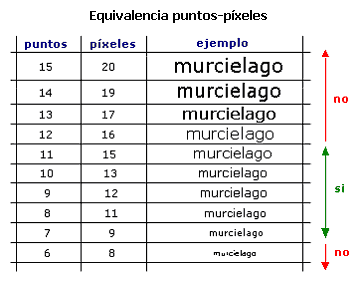 Equivalencia puntos-píxeles
puntos píxeles ejemplo
15 20 murcielago
14 19 murcielago
no
13 17 murcielago
12 16 murcielago
11 15 murcielago
10 13 murcielago
si
9 12 murcielago
8 11 murcielago
7 9 murcielago
6 8 murcielago no